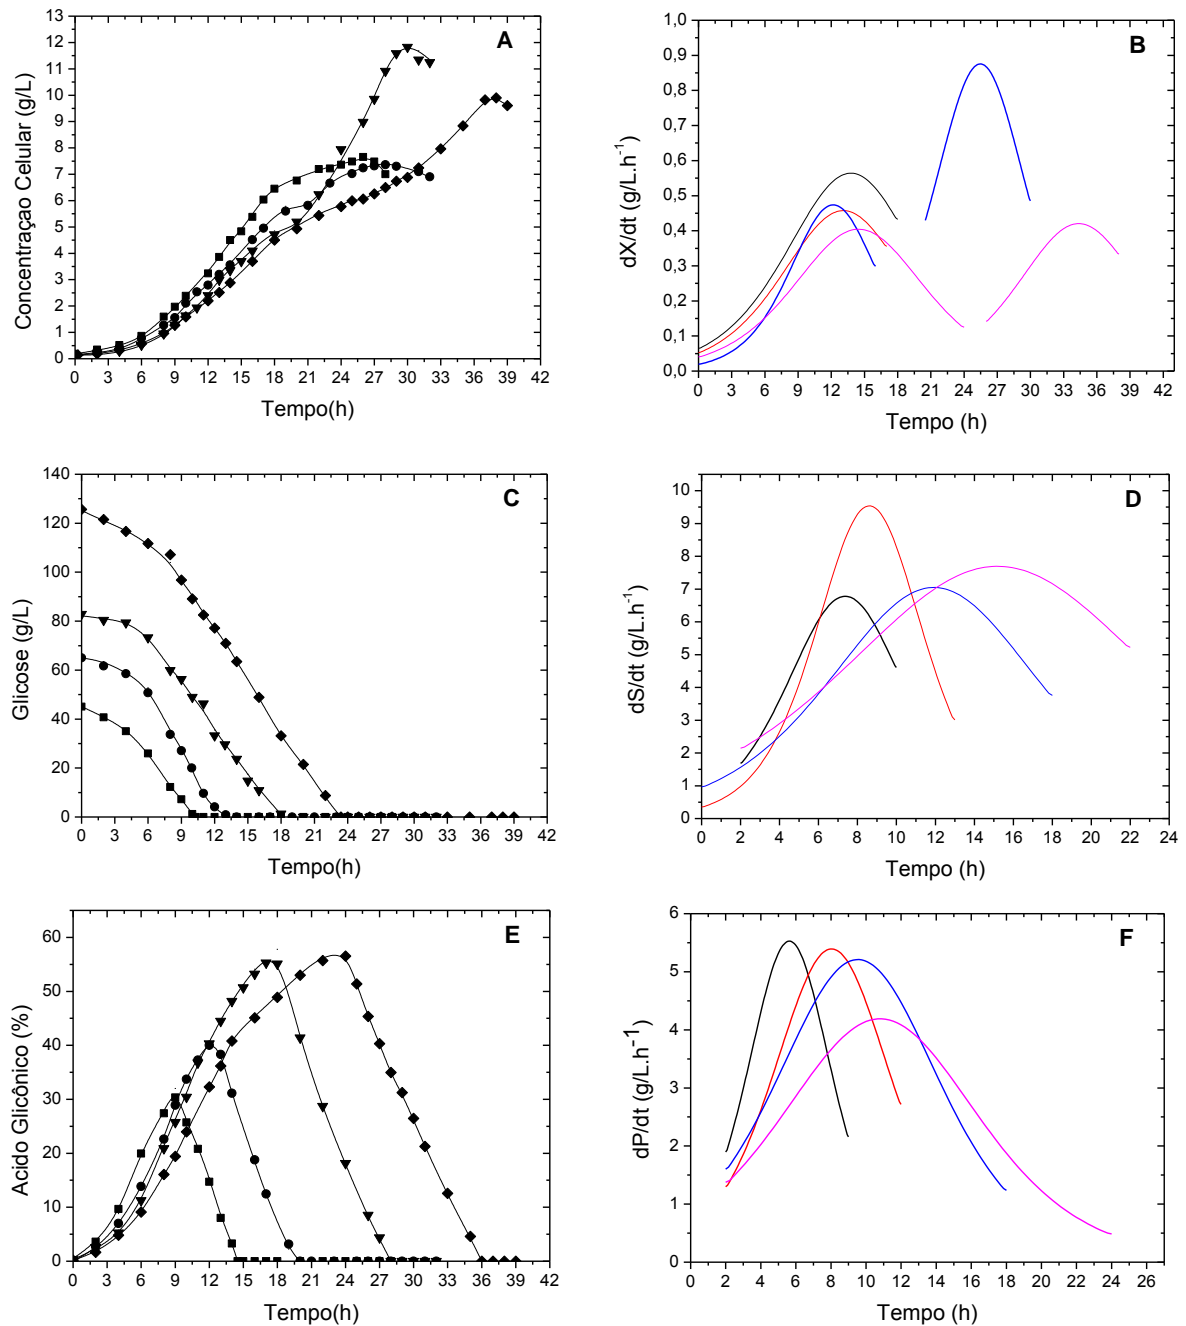 A
Concentraçao Celular (g/L)
13
12
11
10
9
8
7
6
5
4
3
2
1
0
0 3 6 9 12 15 18 21 24 27 30 33 36 39 42
Tempo(h)
B
dX/dt (g/L.h⁻¹)
1,0
0,9
0,8
0,7
0,6
0,5
0,4
0,3
0,2
0,1
0,0
0 3 6 9 12 15 18 21 24 27 30 33 36 39 42
Tempo (h)
C
Glicose (g/L)
140
120
100
80
60
40
20
0
0 3 6 9 12 15 18 21 24 27 30 33 36 39 42
Tempo(h)
D
dS/dt (g/L.h⁻¹)
10
9
8
7
6
5
4
3
2
1
0
0 2 4 6 8 10 12 14 16 18 20 22 24
Tempo (h)
E
Acido Glicônico (%)
60
50
40
30
20
10
0
0 3 6 9 12 15 18 21 24 27 30 33 36 39 42
Tempo(h)
F
dP/dt (g/L.h⁻¹)
6
5
4
3
2
1
0
0 2 4 6 8 10 12 14 16 18 20 22 24 26
Tempo (h)